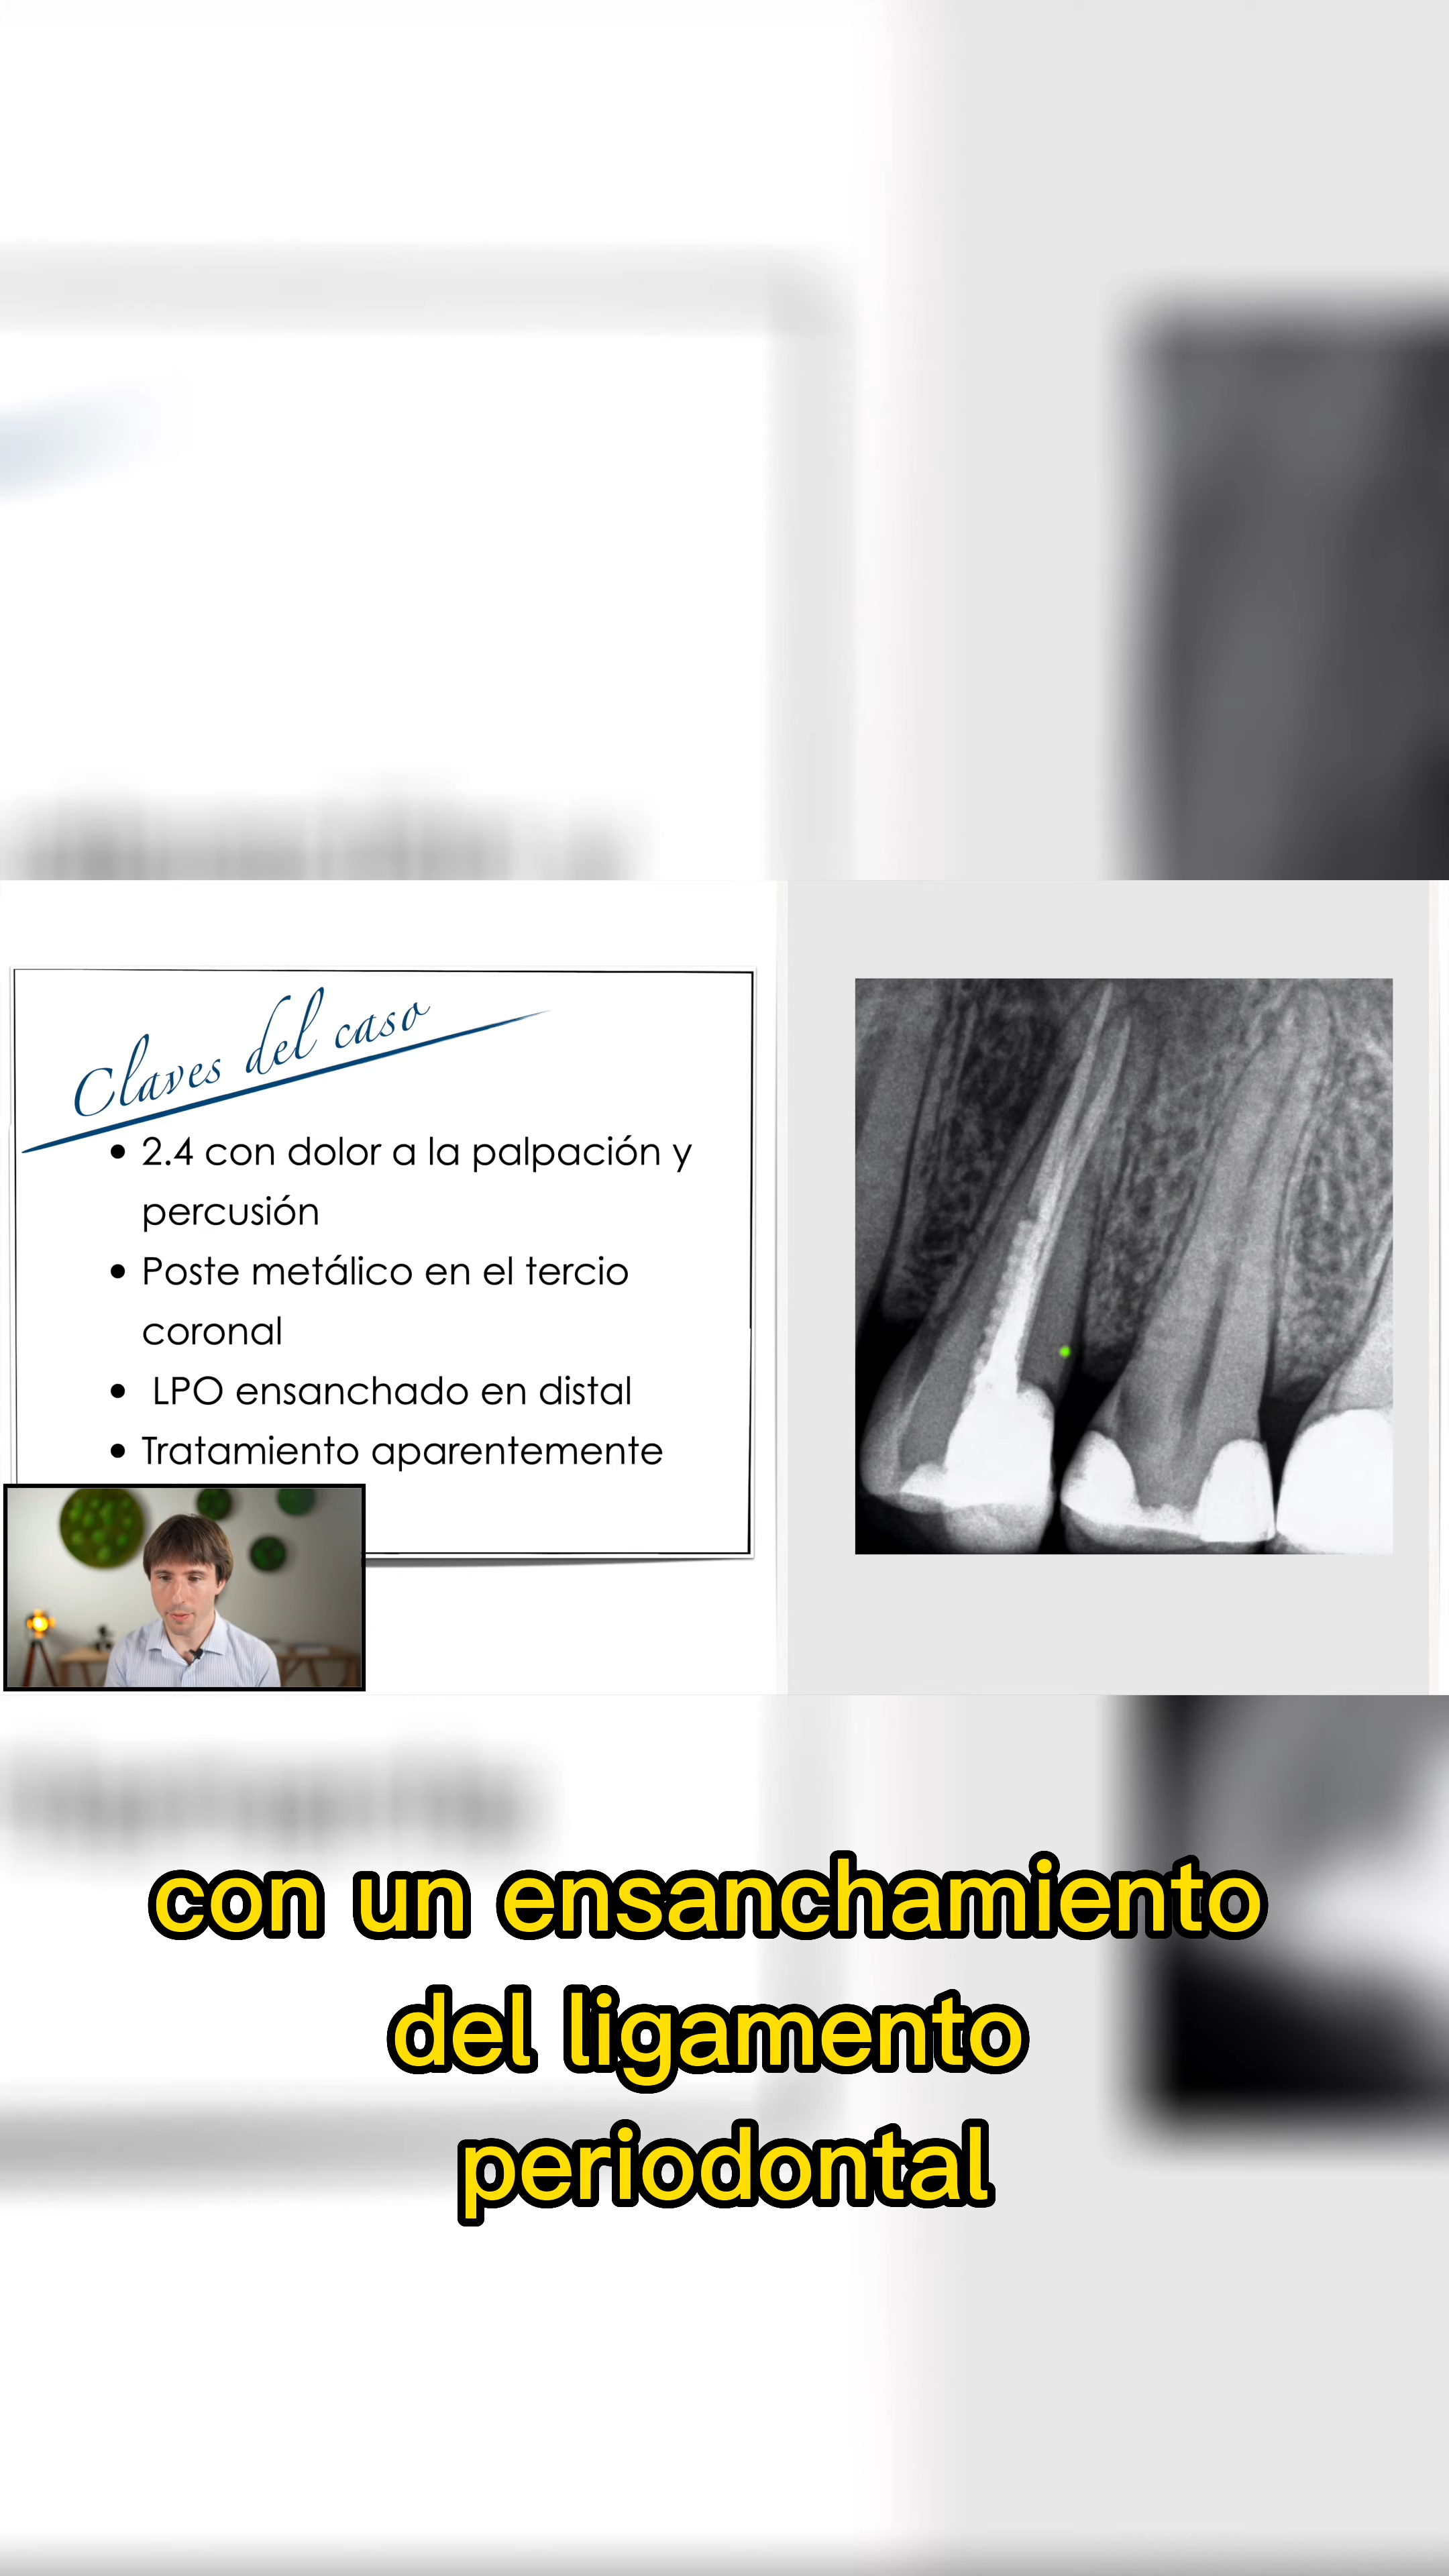 Claves del caso
• 2.4 con dolor a la palpación y
percusión
• Poste metálico en el tercio
coronal
• LPO ensanchado en distal
• Tratamiento aparentemente
con un ensanchamiento
del ligamento
periodontal